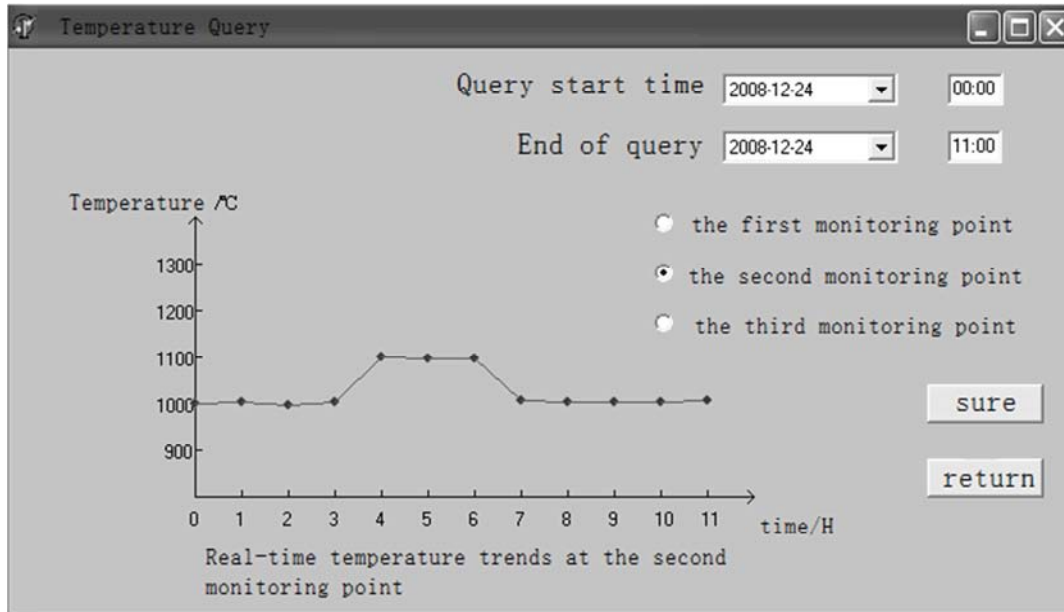 Temperature Query
Query start time 2008-12-24 00:00
End of query 2008-12-24 11:00
Temperature /℃
the first monitoring point
the second monitoring point
the third monitoring point
1300
1200
1100
1000
900
sure
return
0 1 2 3 4 5 6 7 8 9 10 11
time/H
Real-time temperature trends at the second
monitoring point